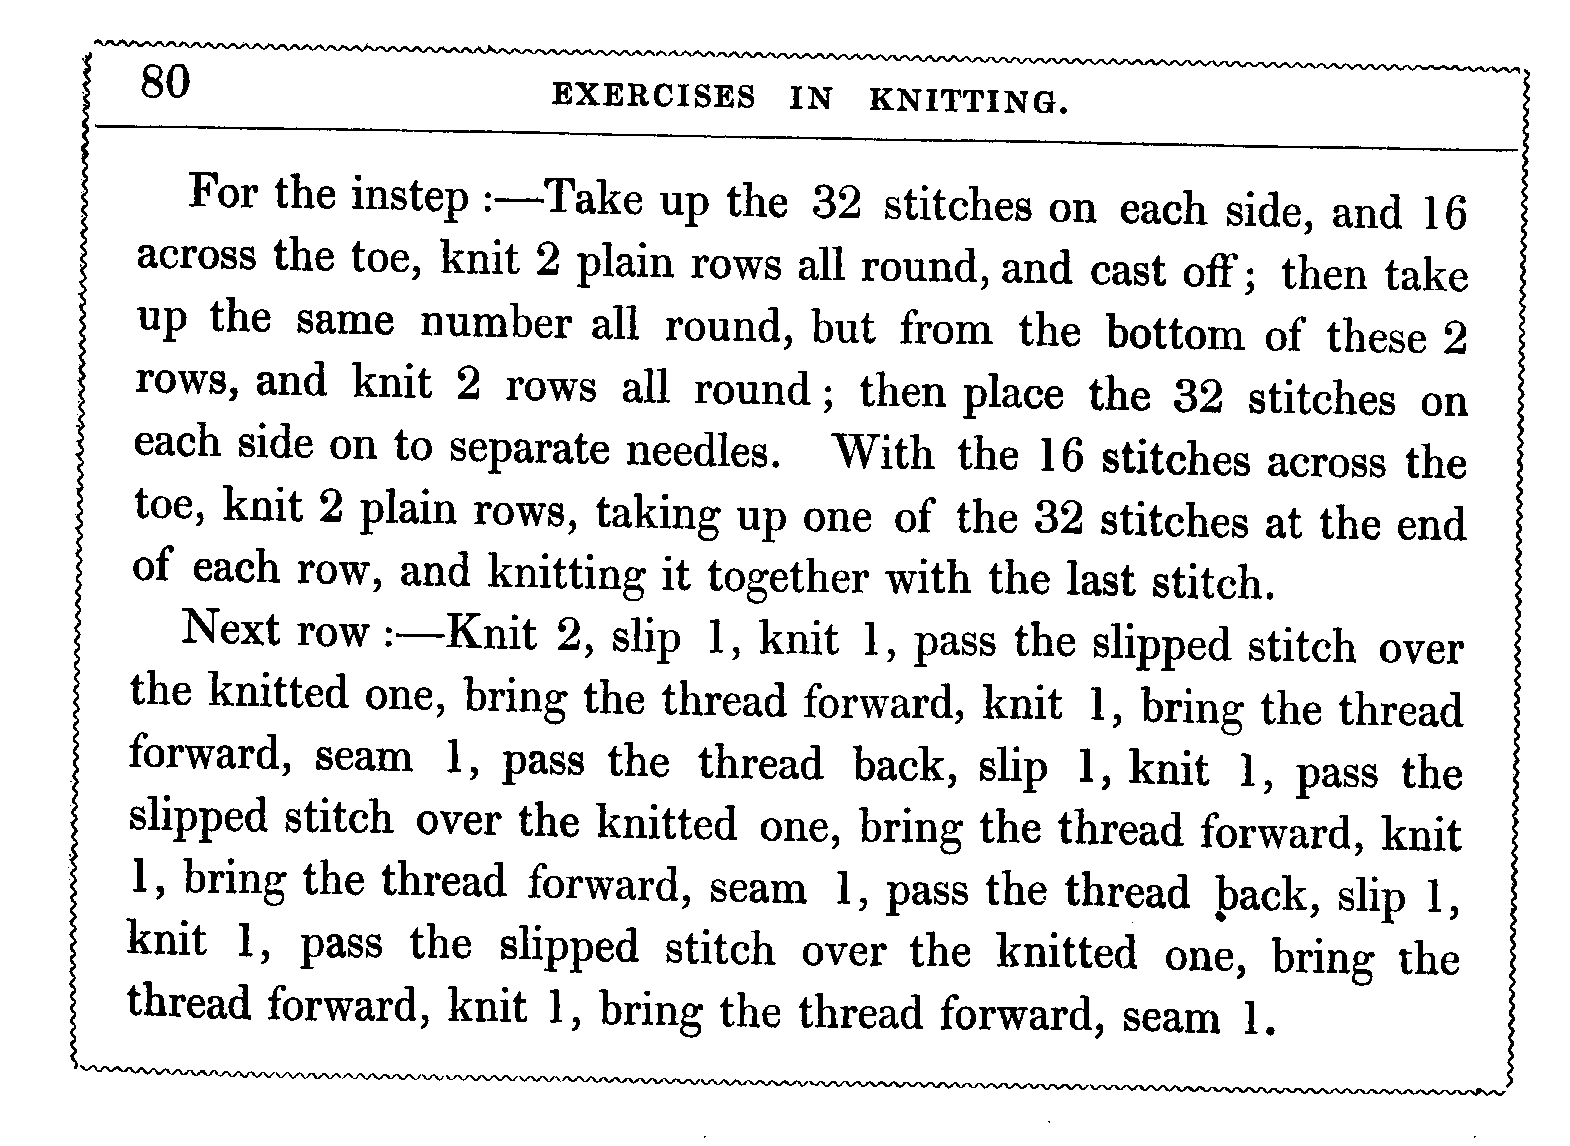 80
EXERCISES IN KNITTING.
For the instep :—Take up the 32 stitches on each side, and 16
across the toe, knit 2 plain rows all round, and cast off; then take
up the same number all round, but from the bottom of these 2
rows, and knit 2 rows all round; then place the 32 stitches on
each side on to separate needles. With the 16 stitches across the
toe, knit 2 plain rows, taking up one of the 32 stitches at the end
of each row, and knitting it together with the last stitch.
Next row :—Knit 2, slip 1, knit 1, pass the slipped stitch over
the knitted one, bring the thread forward, knit 1, bring the thread
forward, seam 1, pass the thread back, slip 1, knit 1, pass the
slipped stitch over the knitted one, bring the thread forward, knit
1, bring the thread forward, seam 1, pass the thread back, slip 1,
knit 1, pass the slipped stitch over the knitted one, bring the
thread forward, knit 1, bring the thread forward, seam 1.